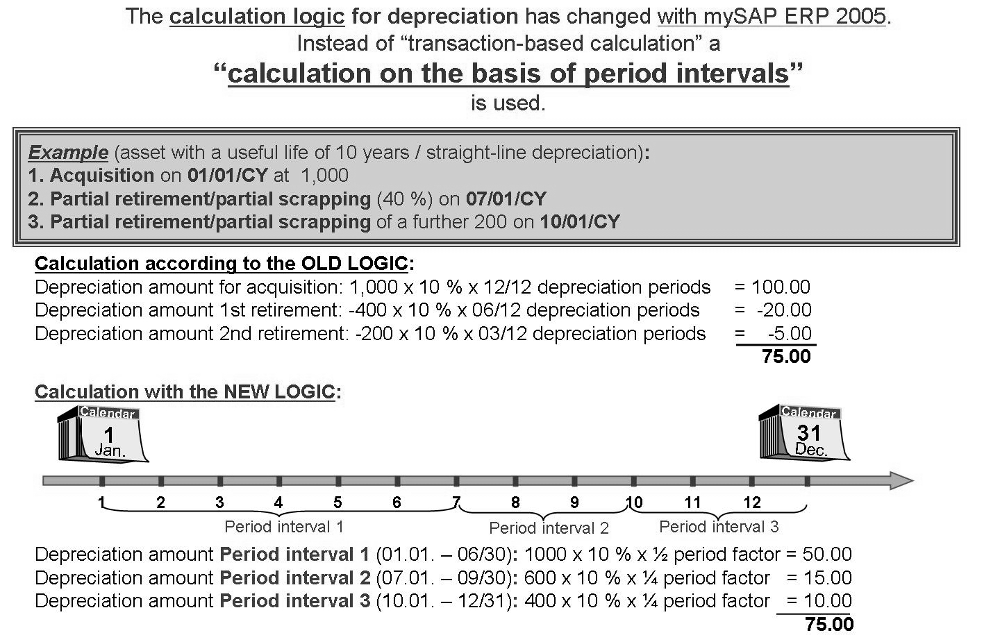 The calculation logic for depreciation has changed with mySAP ERP 2005.
Instead of “transaction-based calculation” a
“calculation on the basis of period intervals”
is used.
Example (asset with a useful life of 10 years / straight-line depreciation):
1. Acquisition on 01/01/CY at 1,000
2. Partial retirement/partial scrapping (40 %) on 07/01/CY
3. Partial retirement/partial scrapping of a further 200 on 10/01/CY
Calculation according to the OLD LOGIC:
Depreciation amount for acquisition: 1,000 x 10 % x 12/12 depreciation periods = 100.00
Depreciation amount 1st retirement: -400 x 10 % x 06/12 depreciation periods = -20.00
Depreciation amount 2nd retirement: -200 x 10 % x 03/12 depreciation periods = -5.00
75.00
Calculation with the NEW LOGIC:
Calendar Calendar
1 31
Jan. Dec.
1 2 3 4 5 6 7 8 9 10 11 12
Period interval 1 Period interval 2 Period interval 3
Depreciation amount Period interval 1 (01.01. – 06/30): 1000 x 10 % x ½ period factor = 50.00
Depreciation amount Period interval 2 (07.01. – 09/30): 600 x 10 % x ¼ period factor = 15.00
Depreciation amount Period interval 3 (10.01. – 12/31): 400 x 10 % x ¼ period factor = 10.00
75.00